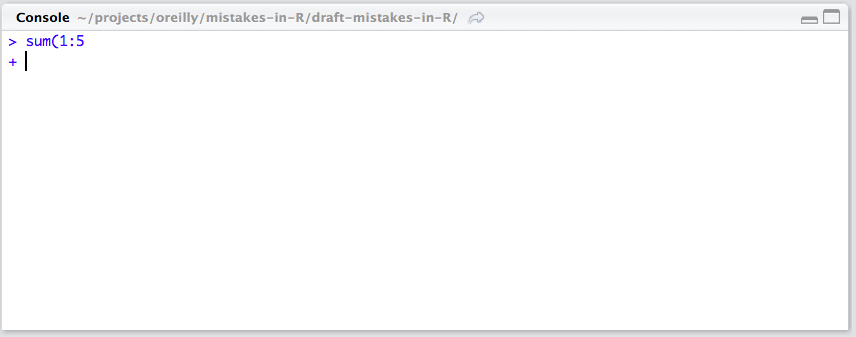 Console ~/projects/oreilly/mistakes-in-R/draft-mistakes-in-R/
> sum(1:5
+